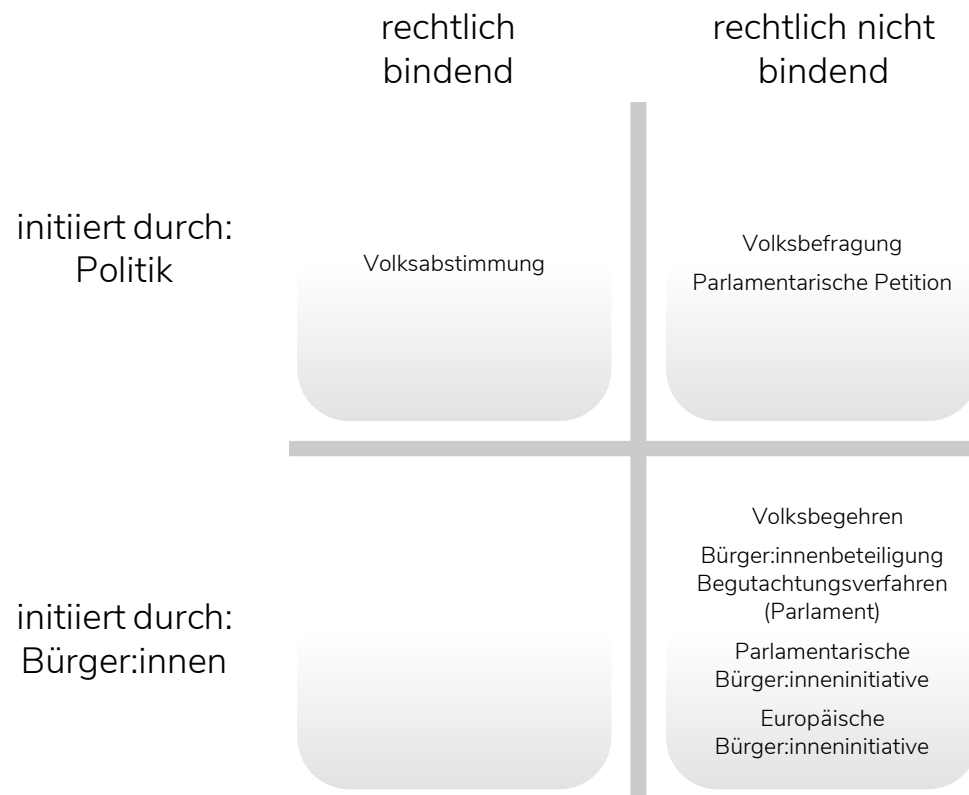 rechtlich
bindend
rechtlich nicht
bindend
initiiert durch:
Politik
Volksabstimmung
Volksbefragung
Parlamentarische Petition
initiiert durch:
Bürger:innen
Volksbegehren
Bürger:innenbeteiligung
Begutachtungsverfahren
(Parlament)
Parlamentarische
Bürger:inneninitiative
Europäische
Bürger:inneninitiative